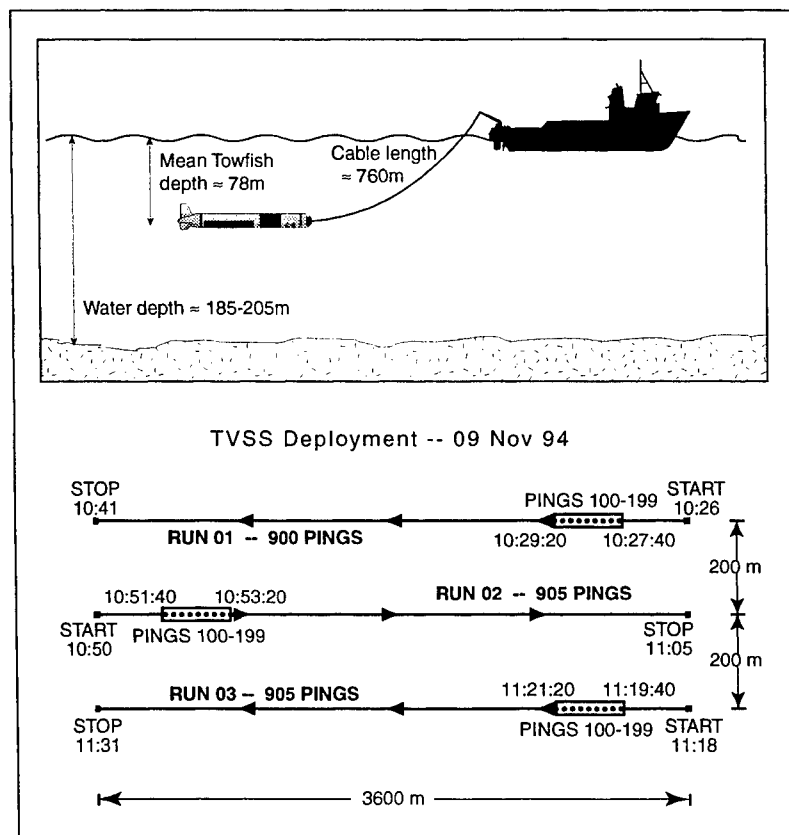 Mean Towfish
depth ≈ 78m
Cable length
≈ 760m
Water depth ≈ 185-205m
TVSS Deployment -- 09 Nov 94
STOP
10:41
PINGS 100-199
START
10:26
RUN 01 -- 900 PINGS
10:29:20
10:27:40
200 m
10:51:40
10:53:20
RUN 02 -- 905 PINGS
START
10:50
PINGS 100-199
STOP
11:05
200 m
RUN 03 -- 905 PINGS
11:21:20
11:19:40
STOP
11:31
PINGS 100-199
START
11:18
3600 m